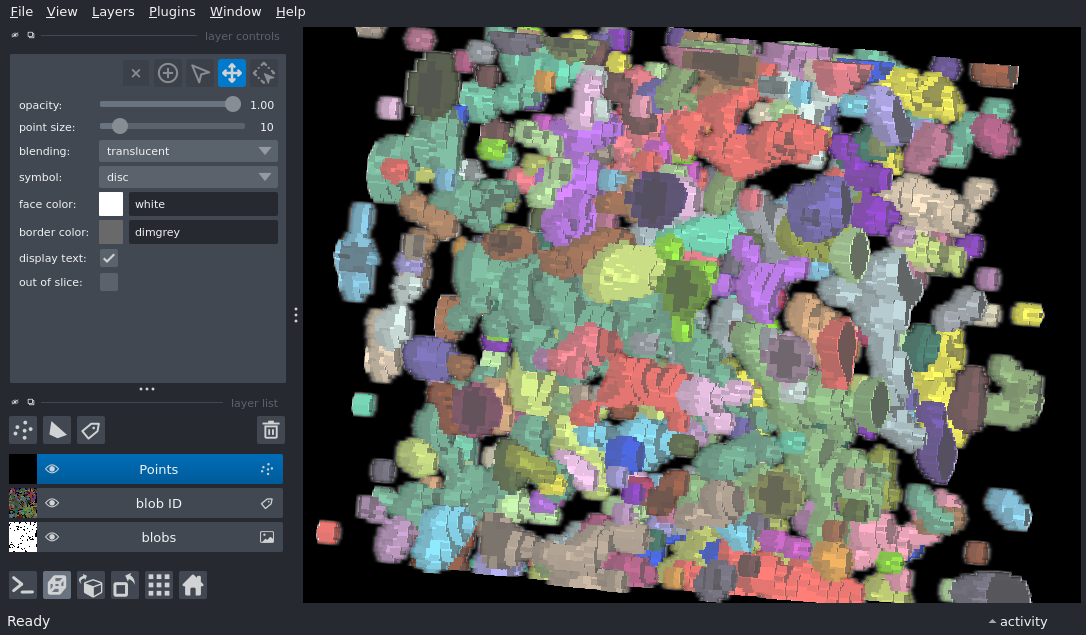 File View Layers Plugins Window Help
layer controls
opacity: 1.00
point size: 10
blending: translucent
symbol: disc
face color: white
border color: dimgrey
display text:
out of slice:
layer list
Points
blob ID
blobs
Ready
activity